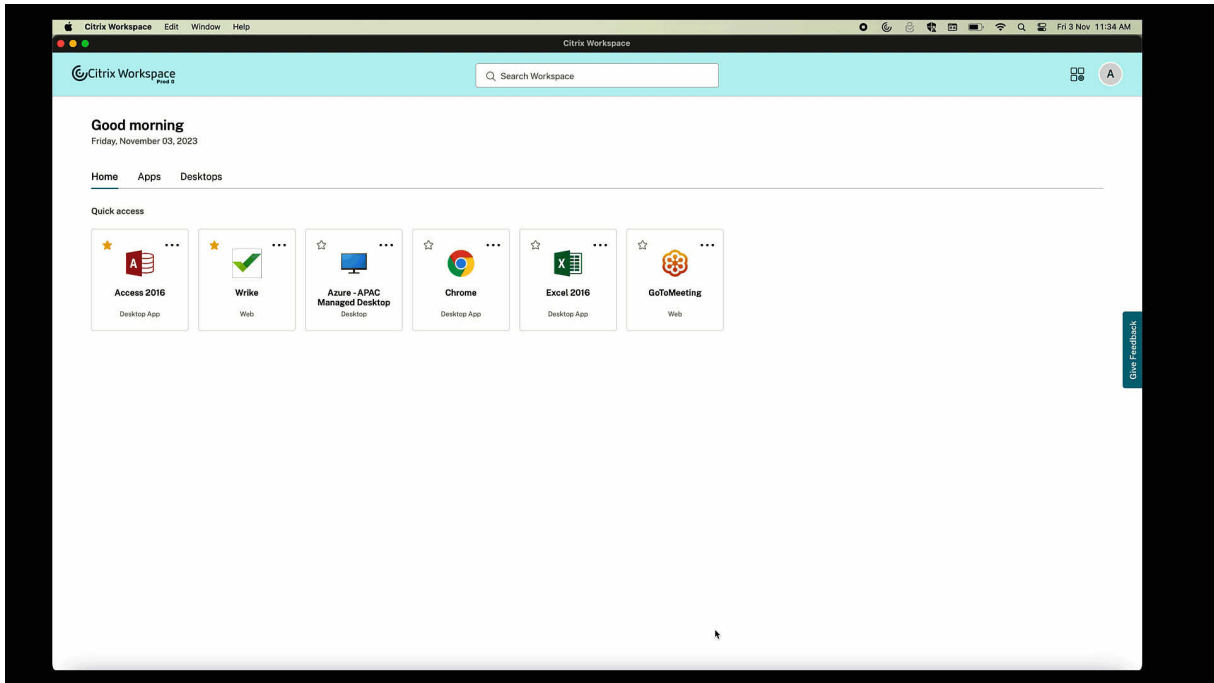 Citrix Workspace Edit Window Help Fri 3 Nov 11:34 AM
Citrix Workspace
Citrix Workspace
Prod 0
Search Workspace
A
Good morning
Friday, November 03, 2023
Home Apps Desktops
Quick access
A
Access 2016
Desktop App
Wrike
Web
Azure - APAC
Managed Desktop
Desktop
Chrome
Desktop App
X
Excel 2016
Desktop App
GoToMeeting
Web
Give Feedback